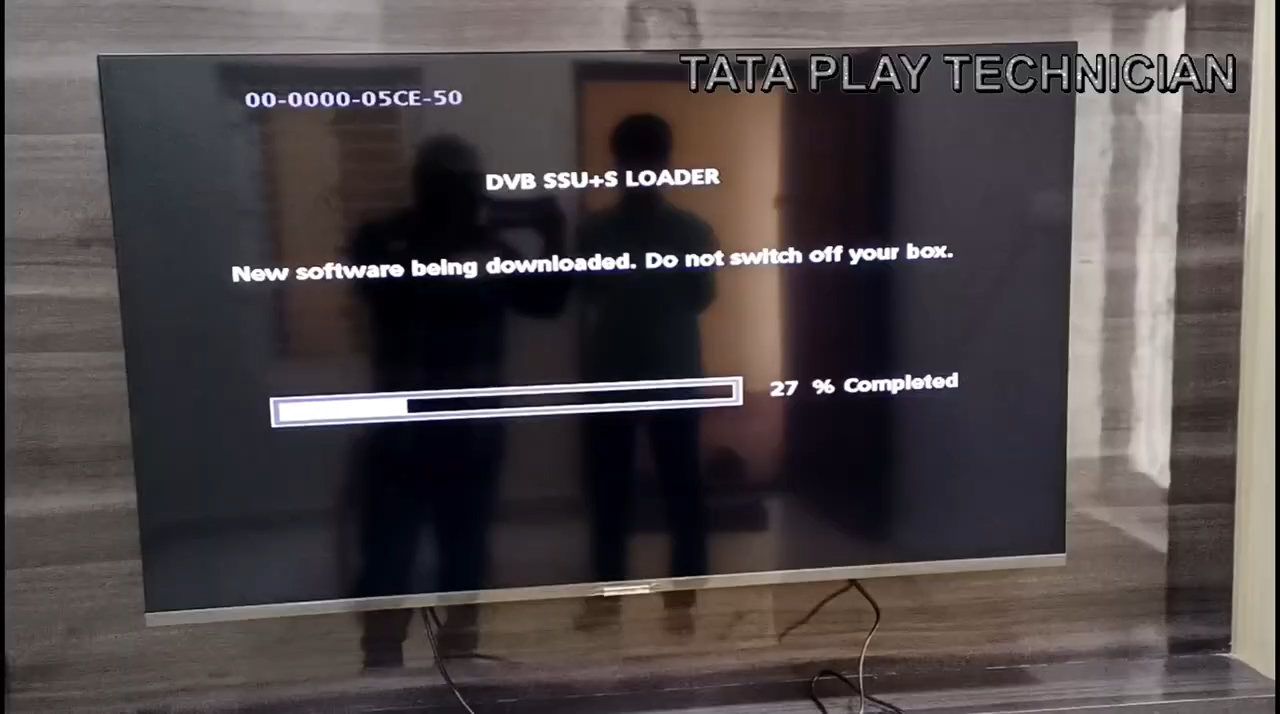 TATA PLAY TECHNICIAN
00-0000-05CE-50
DVB SSU+S LOADER
New software being downloaded. Do not switch off your box.
27 % Completed